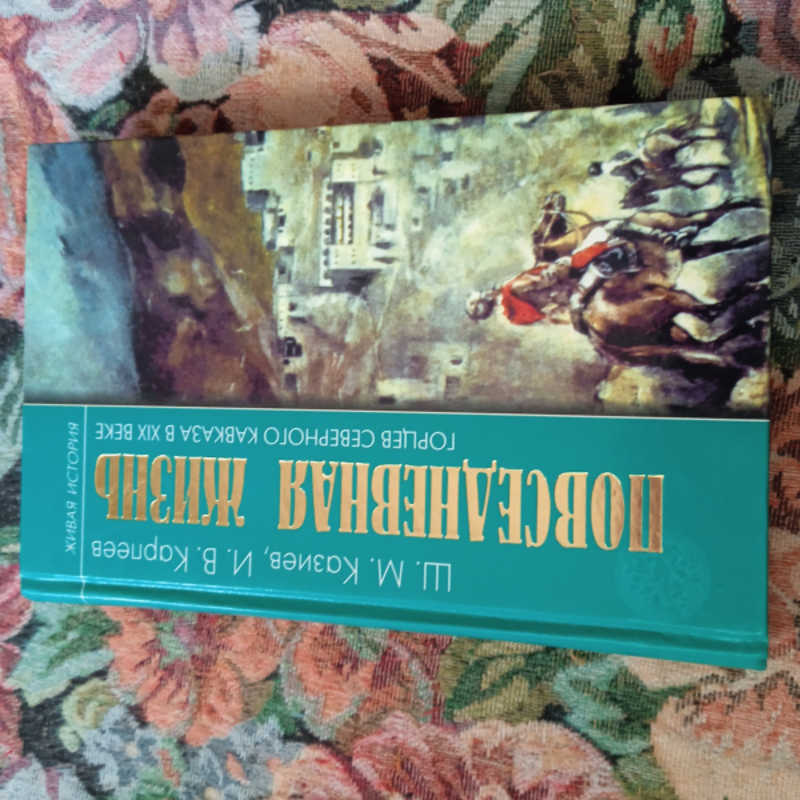 Ш. М. Казиев, И. В. Карпеев
ПОВСЕДНЕВНАЯ ЖИЗНЬ
ГОРЦЕВ СЕВЕРНОГО КАВКАЗА В XIX ВЕКЕ
ЖИВАЯ ИСТОРИЯ